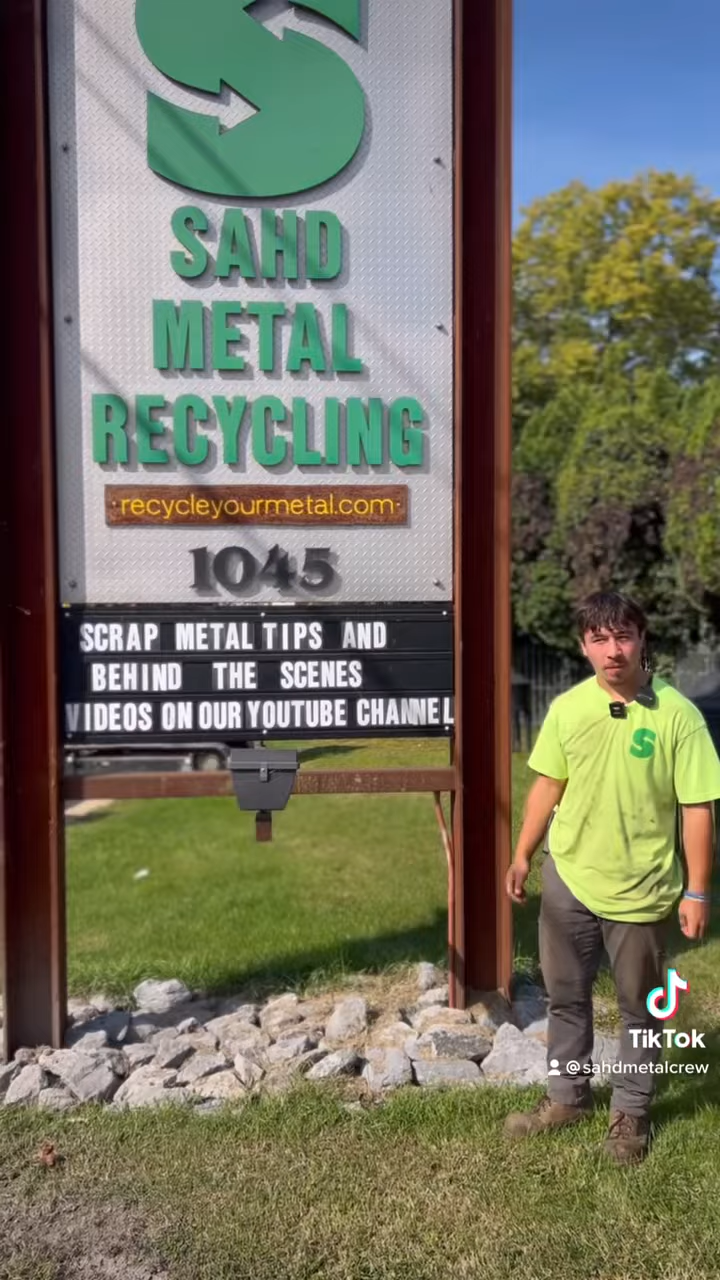 S
SAHD
METAL
RECYCLING
·recycleyourmetal.com·
1045
SCRAP METAL TIPS AND
BEHIND THE SCENES
VIDEOS ON OUR YOUTUBE CHANNEL
S
TikTok
@sahdmetalcrew